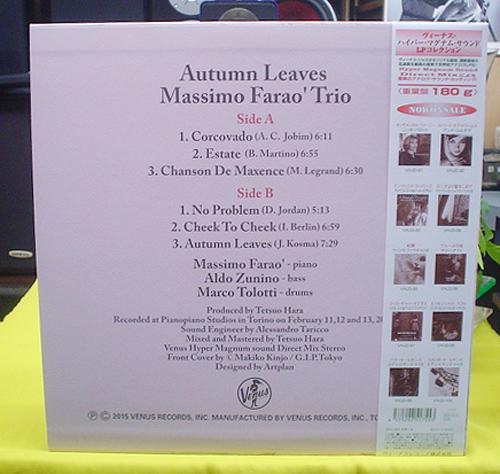 Autumn Leaves
Massimo Farao' Trio
Side A
1. Corcovado (A. C. Jobim) 6:11
2. Estate (B. Martino) 6:55
3. Chanson De Maxence (M. Legrand) 6:30
Side B
1. No Problem (D. Jordan) 5:13
2. Cheek To Cheek (I. Berlin) 6:59
3. Autumn Leaves (J. Kosma) 7:29
Massimo Farao' - piano
Aldo Zunino - bass
Marco Tolotti - drums
Produced by Tetsuo Hara
Recorded at Pianopiano Studios in Torino on February 11,12 and 13, 20
Sound Engineer by Alessandro Taricco
Mixed and Mastered by Tetsuo Hara
Venus Hyper Magnum sound Direct Mix Stereo
Front Cover by © Makiko Kinjo / G.I.P. Tokyo
Designed by Artplan
Venus
Ⓟ © 2015 VENUS RECORDS, INC. MANUFACTURED BY VENUS RECORDS, INC., TO
ヴィーナス・
ハイパー・マグナム・サウンド
LPコレクション
Hyper Magnum Sound
Direct Mixによる
〈重量盤 180 g〉
NOW ON SALE